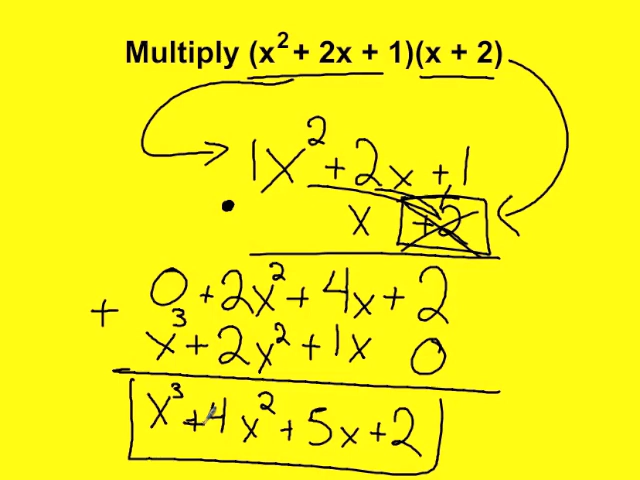 Multiply (x² + 2x + 1)(x + 2)
1x² + 2x + 1
• x +2
0 + 2x² + 4x + 2
+ x³ + 2x² + 1x 0
x³ + 4x² + 5x + 2